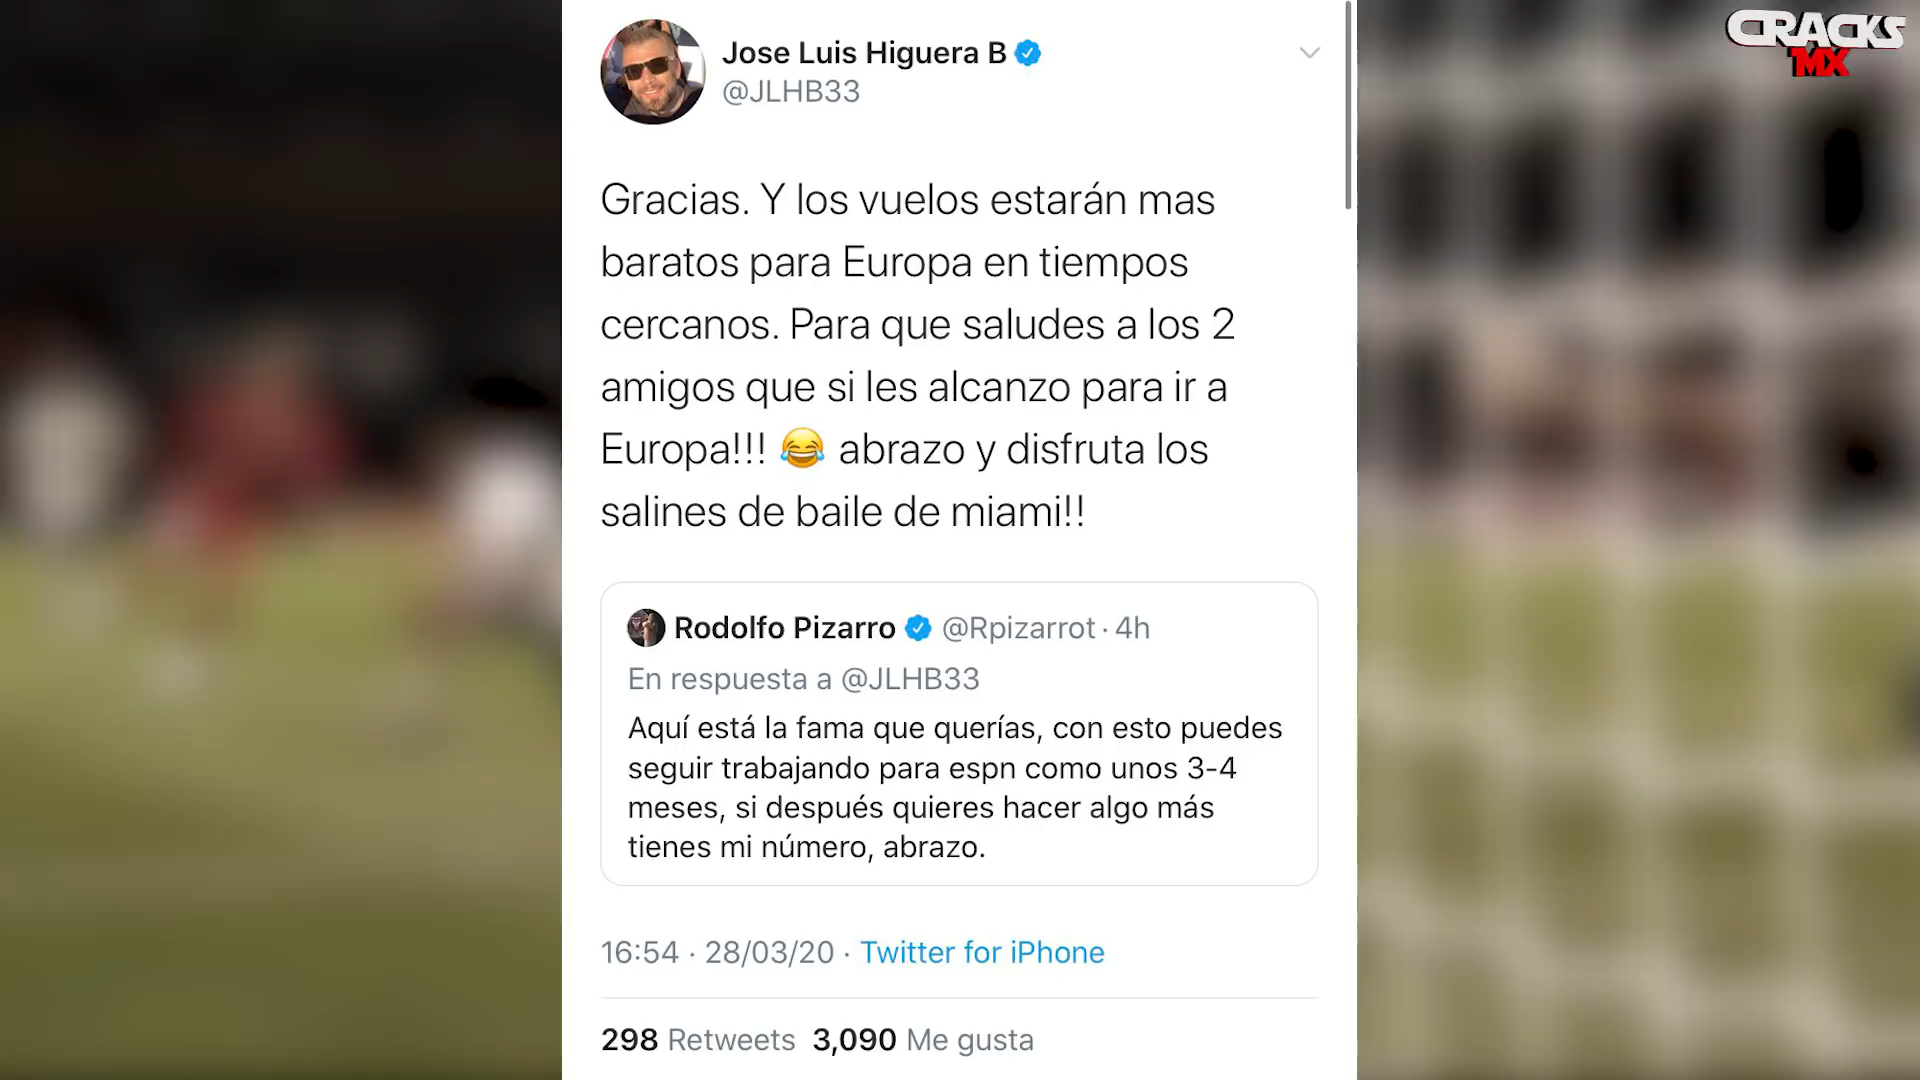 CRACKS
MX
Jose Luis Higuera B
@JLHB33
Gracias. Y los vuelos estarán mas
baratos para Europa en tiempos
cercanos. Para que saludes a los 2
amigos que si les alcanzo para ir a
Europa!!! 😂 abrazo y disfruta los
salines de baile de miami!!
Rodolfo Pizarro @Rpizarrot · 4h
En respuesta a @JLHB33
Aquí está la fama que querías, con esto puedes
seguir trabajando para espn como unos 3-4
meses, si después quieres hacer algo más
tienes mi número, abrazo.
16:54 · 28/03/20 · Twitter for iPhone
298 Retweets 3,090 Me gusta